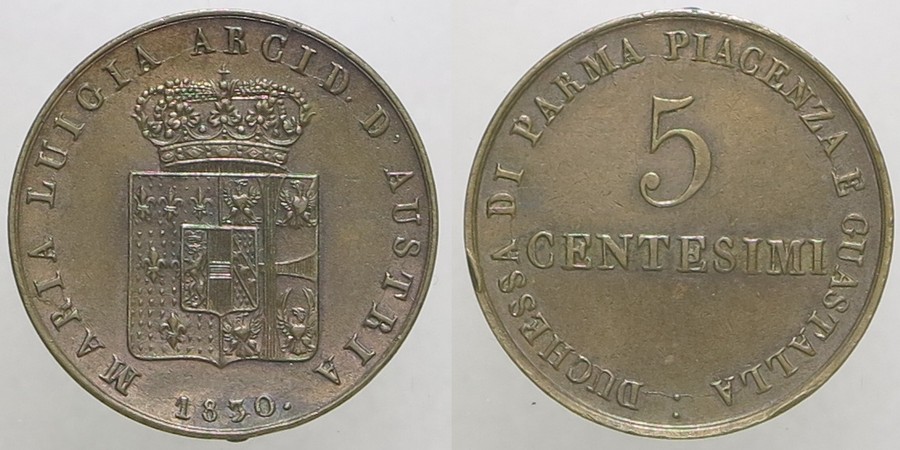 MARIA LUIGIA ARCID. D'AUSTRIA
1830.
DUCHESSA DI PARMA PIACENZA E GUASTALLA :
5
CENTESIMI